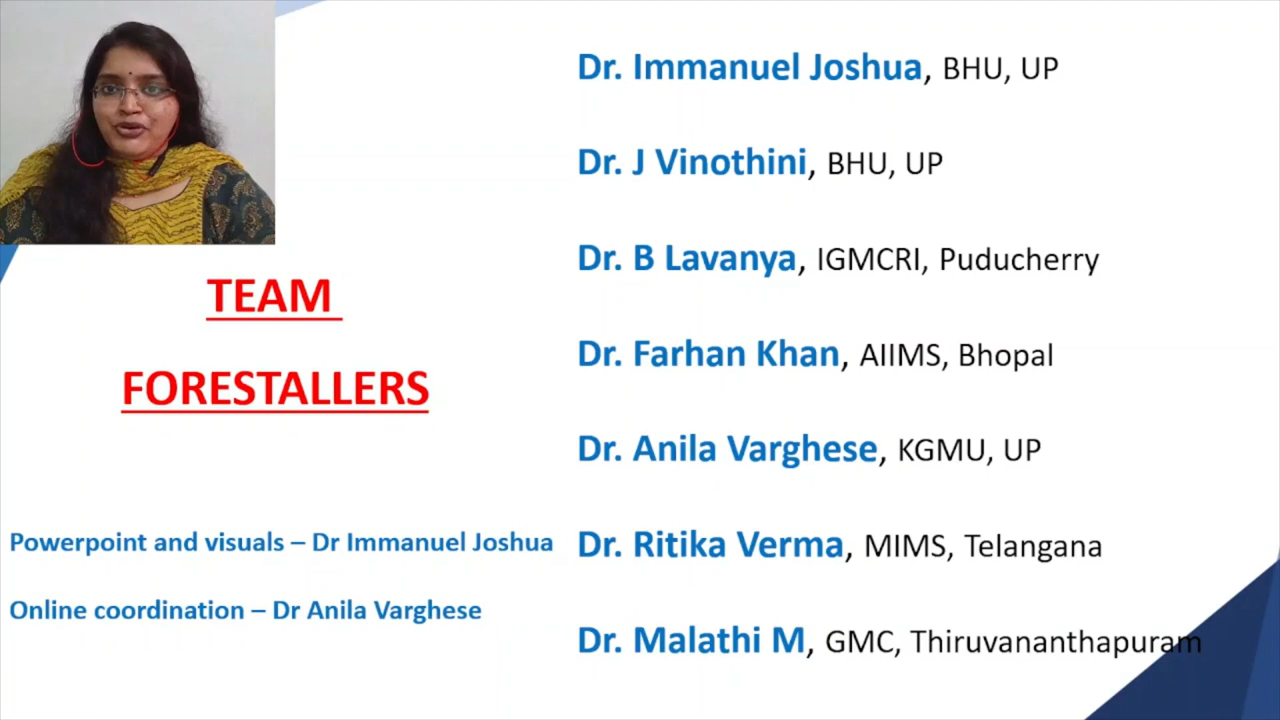 TEAM
FORESTALLERS
Powerpoint and visuals – Dr Immanuel Joshua
Online coordination – Dr Anila Varghese
Dr. Immanuel Joshua, BHU, UP
Dr. J Vinothini, BHU, UP
Dr. B Lavanya, IGMCRI, Puducherry
Dr. Farhan Khan, AIIMS, Bhopal
Dr. Anila Varghese, KGMU, UP
Dr. Ritika Verma, MIMS, Telangana
Dr. Malathi M, GMC, Thiruvananthapuram